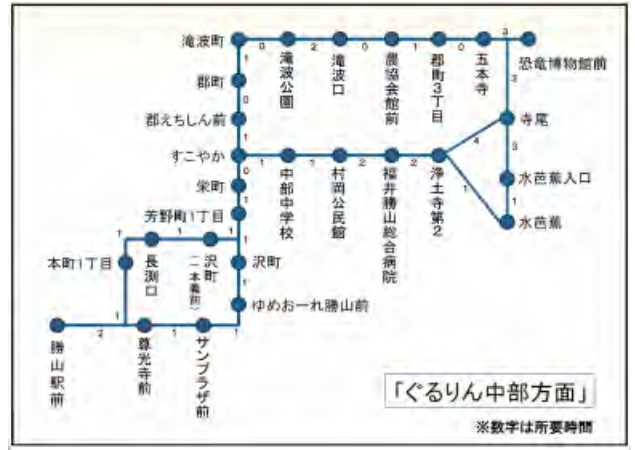 滝波町
郡町
郡えちしん前
すこやか
栄町
芳野町1丁目
本町1丁目
長渕口
沢町
(二本義前)
沢町
ゆめおーれ勝山前
勝山駅前
尊光寺前
サンプラザ前
滝波公園
滝波口
農協会館前
郡町3丁目
五本寺
恐竜博物館前
寺尾
水芭蕉入口
水芭蕉
中部中学校
村岡公民館
福井勝山総合病院
浄土寺第2
0
2
0
1
0
3
1
0
1
0
1
1
1
1
1
2
2
4
1
3
3
1
1
1
1
1
2
1
1
「ぐるりん中部方面」
※数字は所要時間